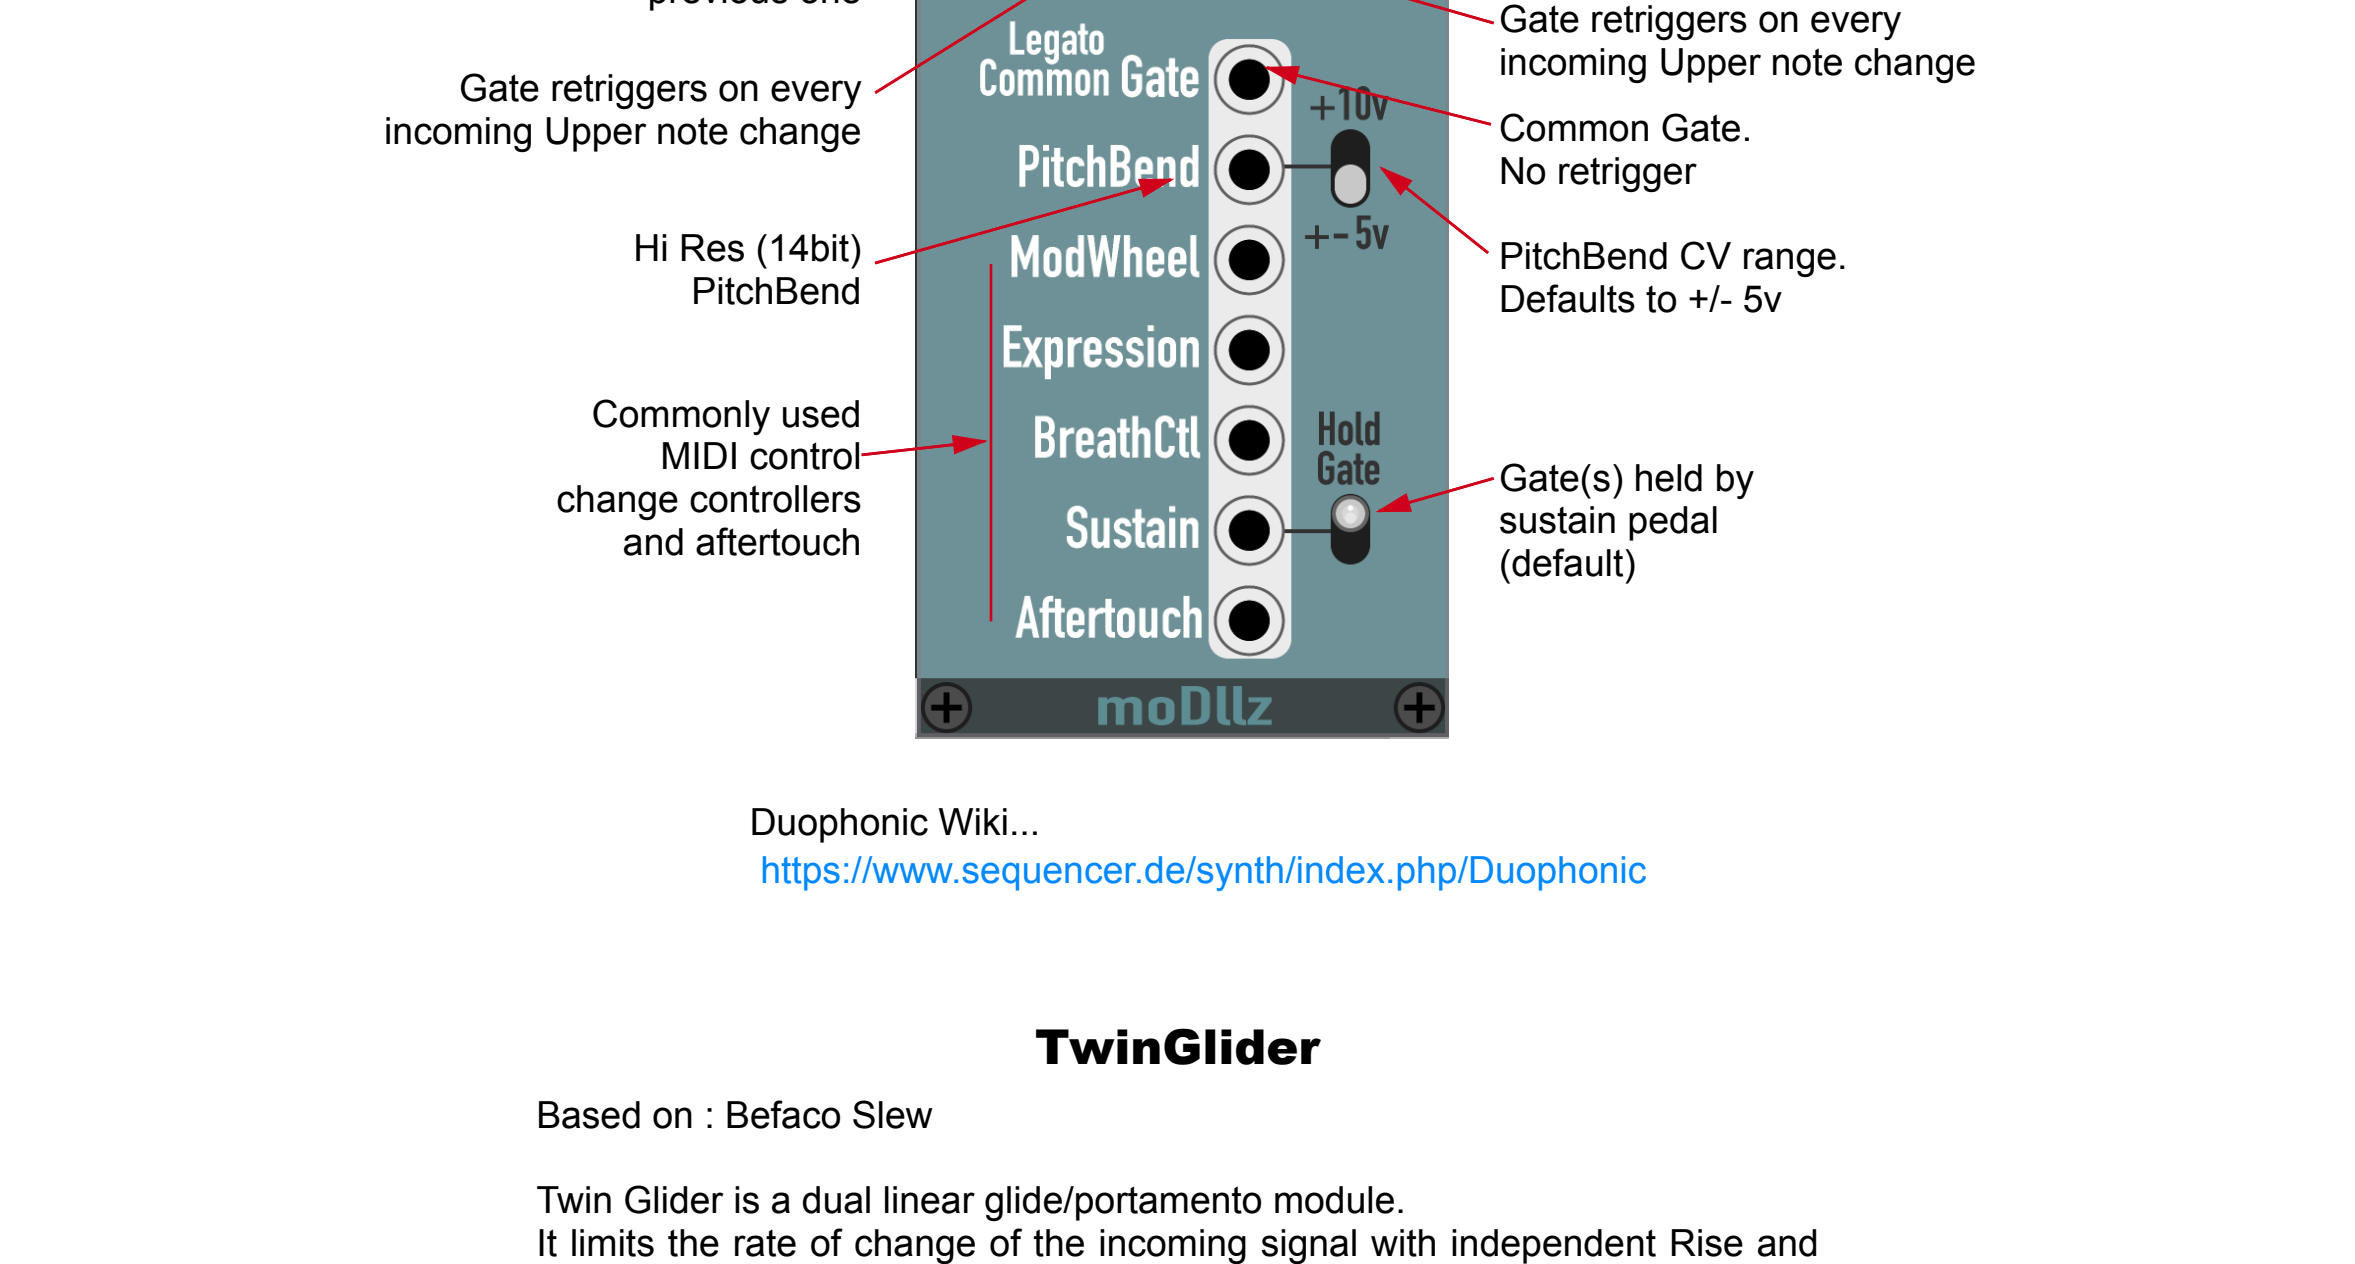 previous one
Gate retriggers on every
incoming Upper note change
Hi Res (14bit)
PitchBend
Commonly used
MIDI control
change controllers
and aftertouch
Legato
Common Gate
+10v
PitchBend
+-5v
ModWheel
Expression
BreathCtl
Hold
Gate
Sustain
Aftertouch
moDllz
Gate retriggers on every
incoming Upper note change
Common Gate.
No retrigger
PitchBend CV range.
Defaults to +/- 5v
Gate(s) held by
sustain pedal
(default)
Duophonic Wiki...
https://www.sequencer.de/synth/index.php/Duophonic
TwinGlider
Based on : Befaco Slew
Twin Glider is a dual linear glide/portamento module.
It limits the rate of change of the incoming signal with independent Rise and